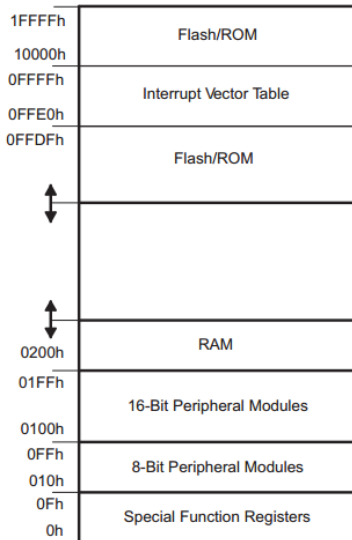 1FFFFh
Flash/ROM
10000h
0FFFFh
Interrupt Vector Table
0FFE0h
0FFDFh
Flash/ROM
RAM
0200h
01FFh
16-Bit Peripheral Modules
0100h
0FFh
8-Bit Peripheral Modules
010h
0Fh
Special Function Registers
0h